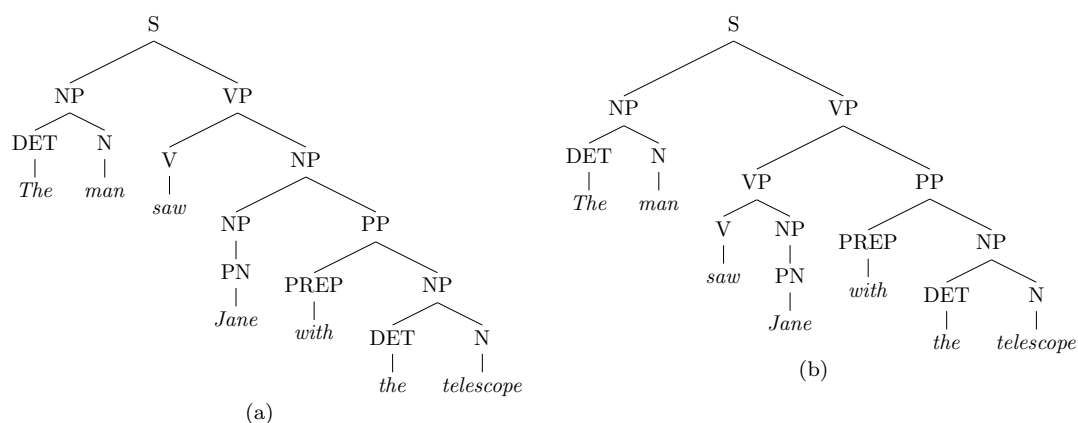 S
NP VP
DET N V NP
The man saw
NP PP
PN PREP NP
Jane with DET N
the telescope
(a)
S
NP VP
DET N VP PP
The man V NP PREP NP
saw PN with DET N
Jane the telescope
(b)